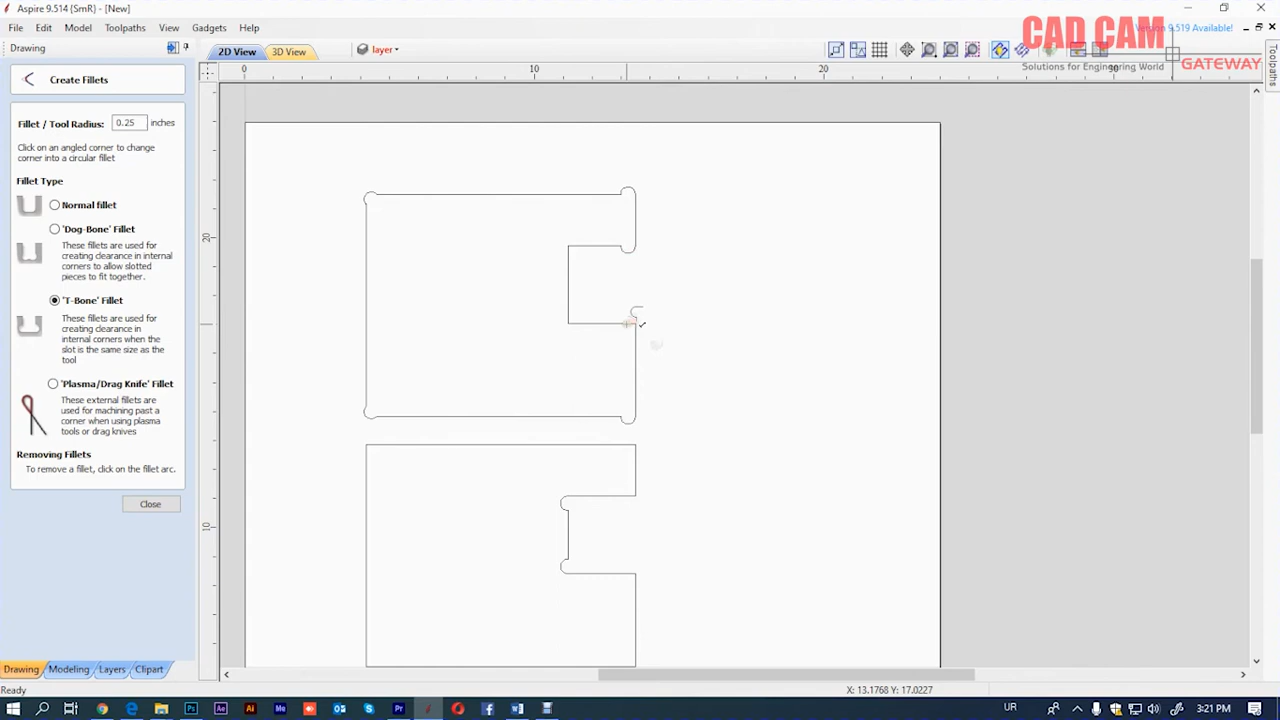 Aspire 9.514 {SmR} - [New]
File Edit Model Toolpaths View Gadgets Help
CAD CAM
Version 9.519 Available!
Solutions for Engineering World
GATEWAY
Toolpaths
Drawing
2D View 3D View layer
Create Fillets
0 10 20 30
Fillet / Tool Radius: 0.25 inches
Click on an angled corner to change
corner into a circular fillet
Fillet Type
Normal fillet
'Dog-Bone' Fillet
These fillets are used for
creating clearance in internal
corners to allow slotted
pieces to fit together.
'T-Bone' Fillet
These fillets are used for
creating clearance in
internal corners when the
slot is the same size as the
tool
'Plasma/Drag Knife' Fillet
These external fillets are
used for machining past a
corner when using plasma
tools or drag knives
Removing Fillets
To remove a fillet, click on the fillet arc.
Close
20
10
Drawing Modeling Layers Clipart
Ready
X: 13.1768 Y: 17.0227
UR 3:21 PM